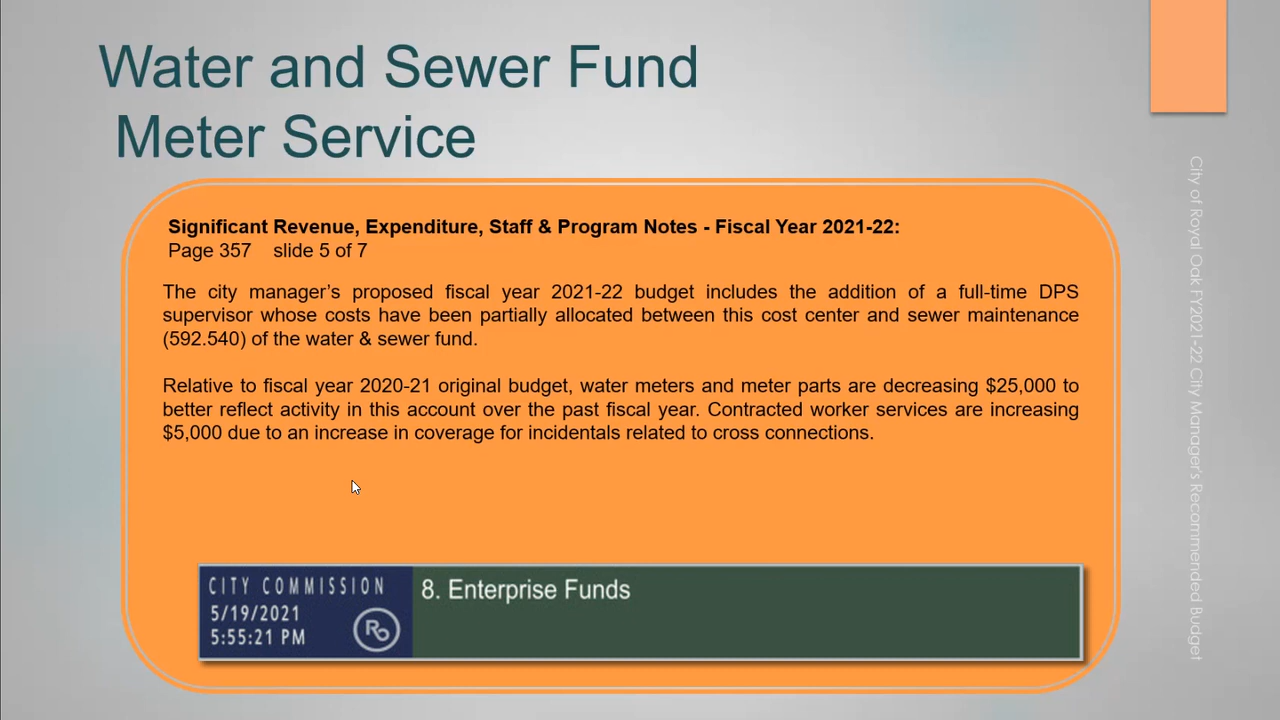 Water and Sewer Fund
Meter Service
Significant Revenue, Expenditure, Staff & Program Notes - Fiscal Year 2021-22:
Page 357 slide 5 of 7
The city manager’s proposed fiscal year 2021-22 budget includes the addition of a full-time DPS
supervisor whose costs have been partially allocated between this cost center and sewer maintenance
(592.540) of the water & sewer fund.
Relative to fiscal year 2020-21 original budget, water meters and meter parts are decreasing $25,000 to
better reflect activity in this account over the past fiscal year. Contracted worker services are increasing
$5,000 due to an increase in coverage for incidentals related to cross connections.
CITY COMMISSION
5/19/2021
5:55:21 PM
RO
8. Enterprise Funds
City of Royal Oak FY2021-22 City Manager's Recommended Budget